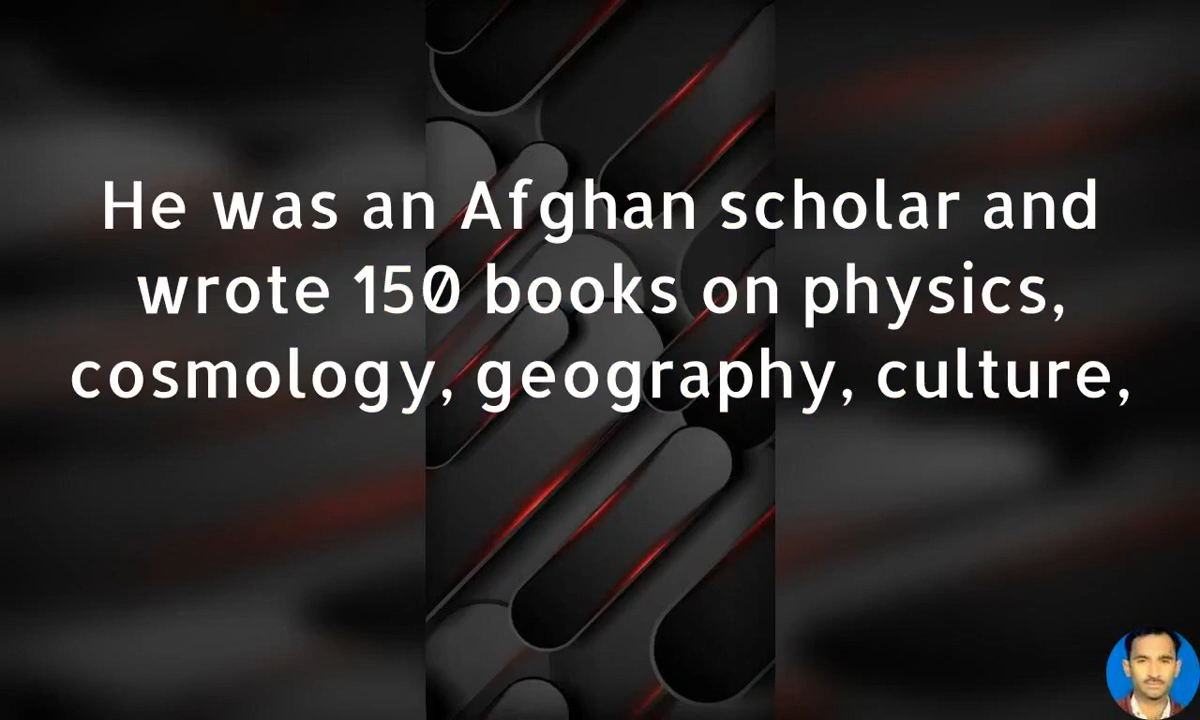 He was an Afghan scholar and
wrote 150 books on physics,
cosmology, geography, culture,